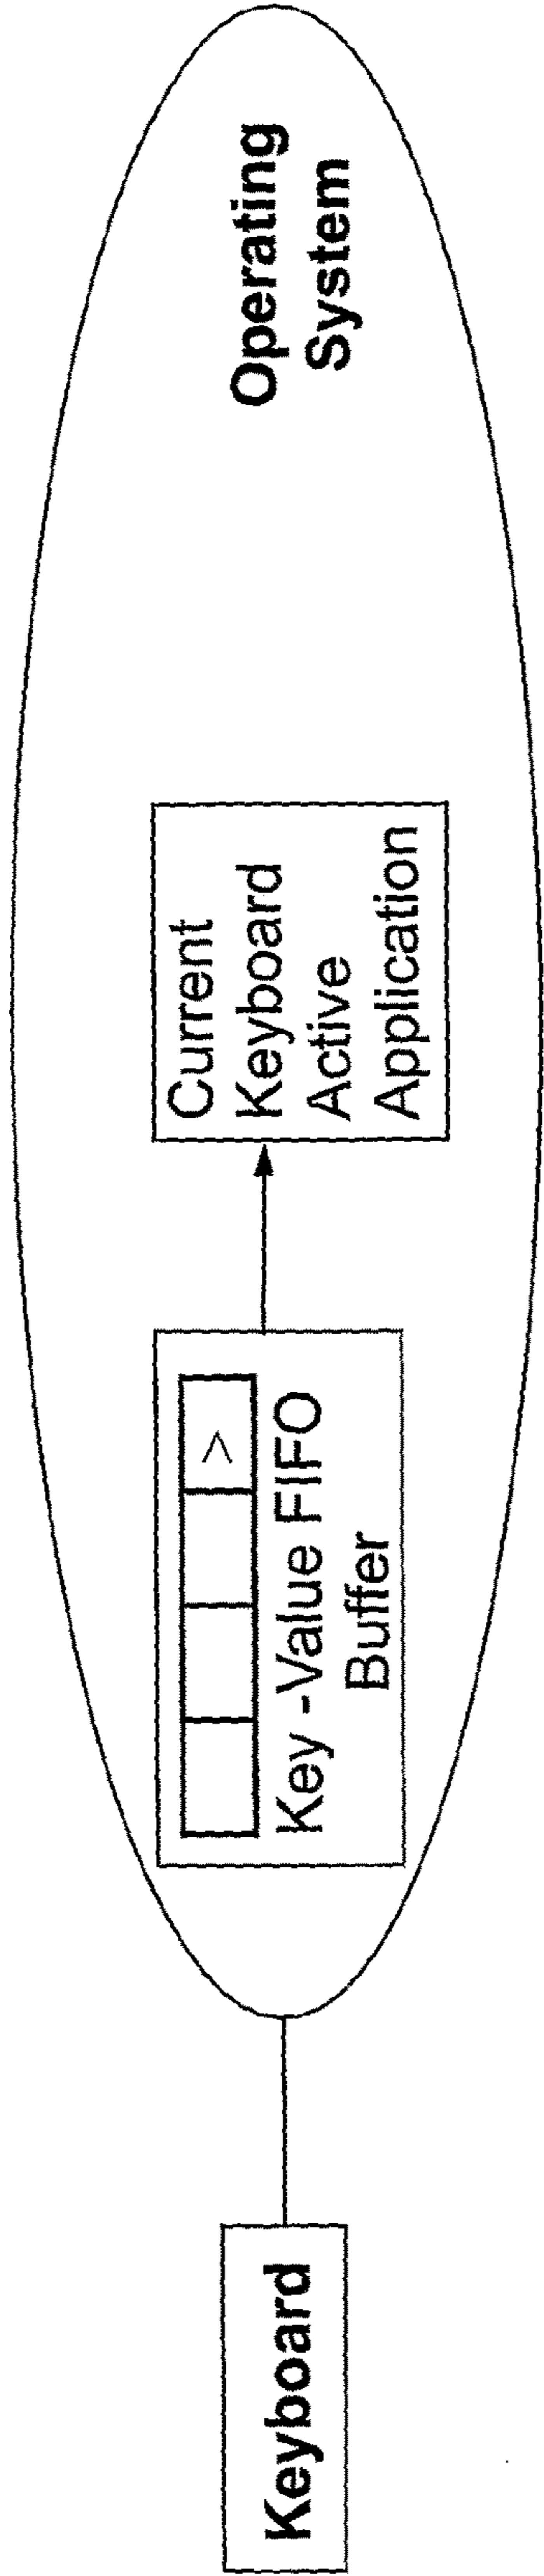 Keyboard
V
Key -Value FIFO
Buffer
Current
Keyboard
Active
Application
Operating
System